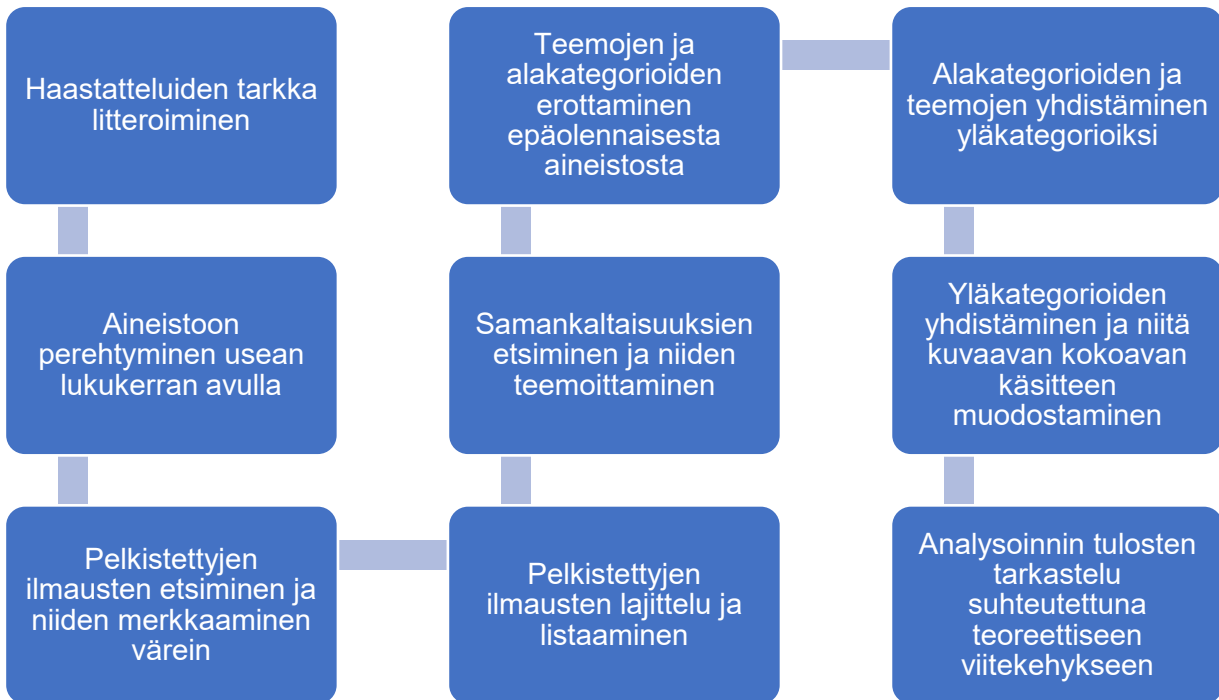 Haastatteluiden tarkka
litteroiminen
Aineistoon
perehtyminen usean
lukukerran avulla
Pelkistettyjen
ilmausten etsiminen ja
niiden merkkaaminen
värein
Pelkistettyjen
ilmausten lajittelu ja
listaaminen
Samankaltaisuuksien
etsiminen ja niiden
teemoittaminen
Teemojen ja
alakategorioiden
erottaminen
epäolennaisesta
aineistosta
Alakategorioiden ja
teemojen yhdistäminen
yläkategorioiksi
Yläkategorioiden
yhdistäminen ja niitä
kuvaavan kokoavan
käsitteen
muodostaminen
Analysoinnin tulosten
tarkastelu
suhteutettuna
teoreettiseen
viitekehykseen